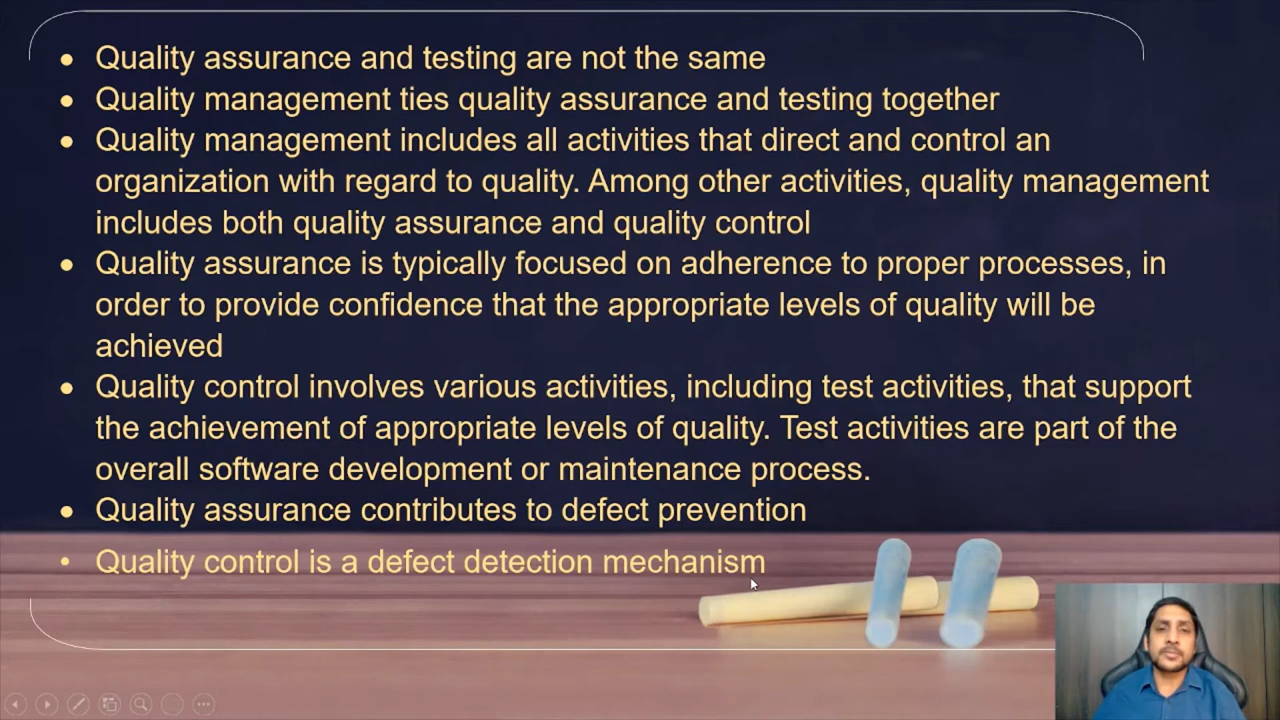 • Quality assurance and testing are not the same
• Quality management ties quality assurance and testing together
• Quality management includes all activities that direct and control an
organization with regard to quality. Among other activities, quality management
includes both quality assurance and quality control
• Quality assurance is typically focused on adherence to proper processes, in
order to provide confidence that the appropriate levels of quality will be
achieved
• Quality control involves various activities, including test activities, that support
the achievement of appropriate levels of quality. Test activities are part of the
overall software development or maintenance process.
• Quality assurance contributes to defect prevention
• Quality control is a defect detection mechanism